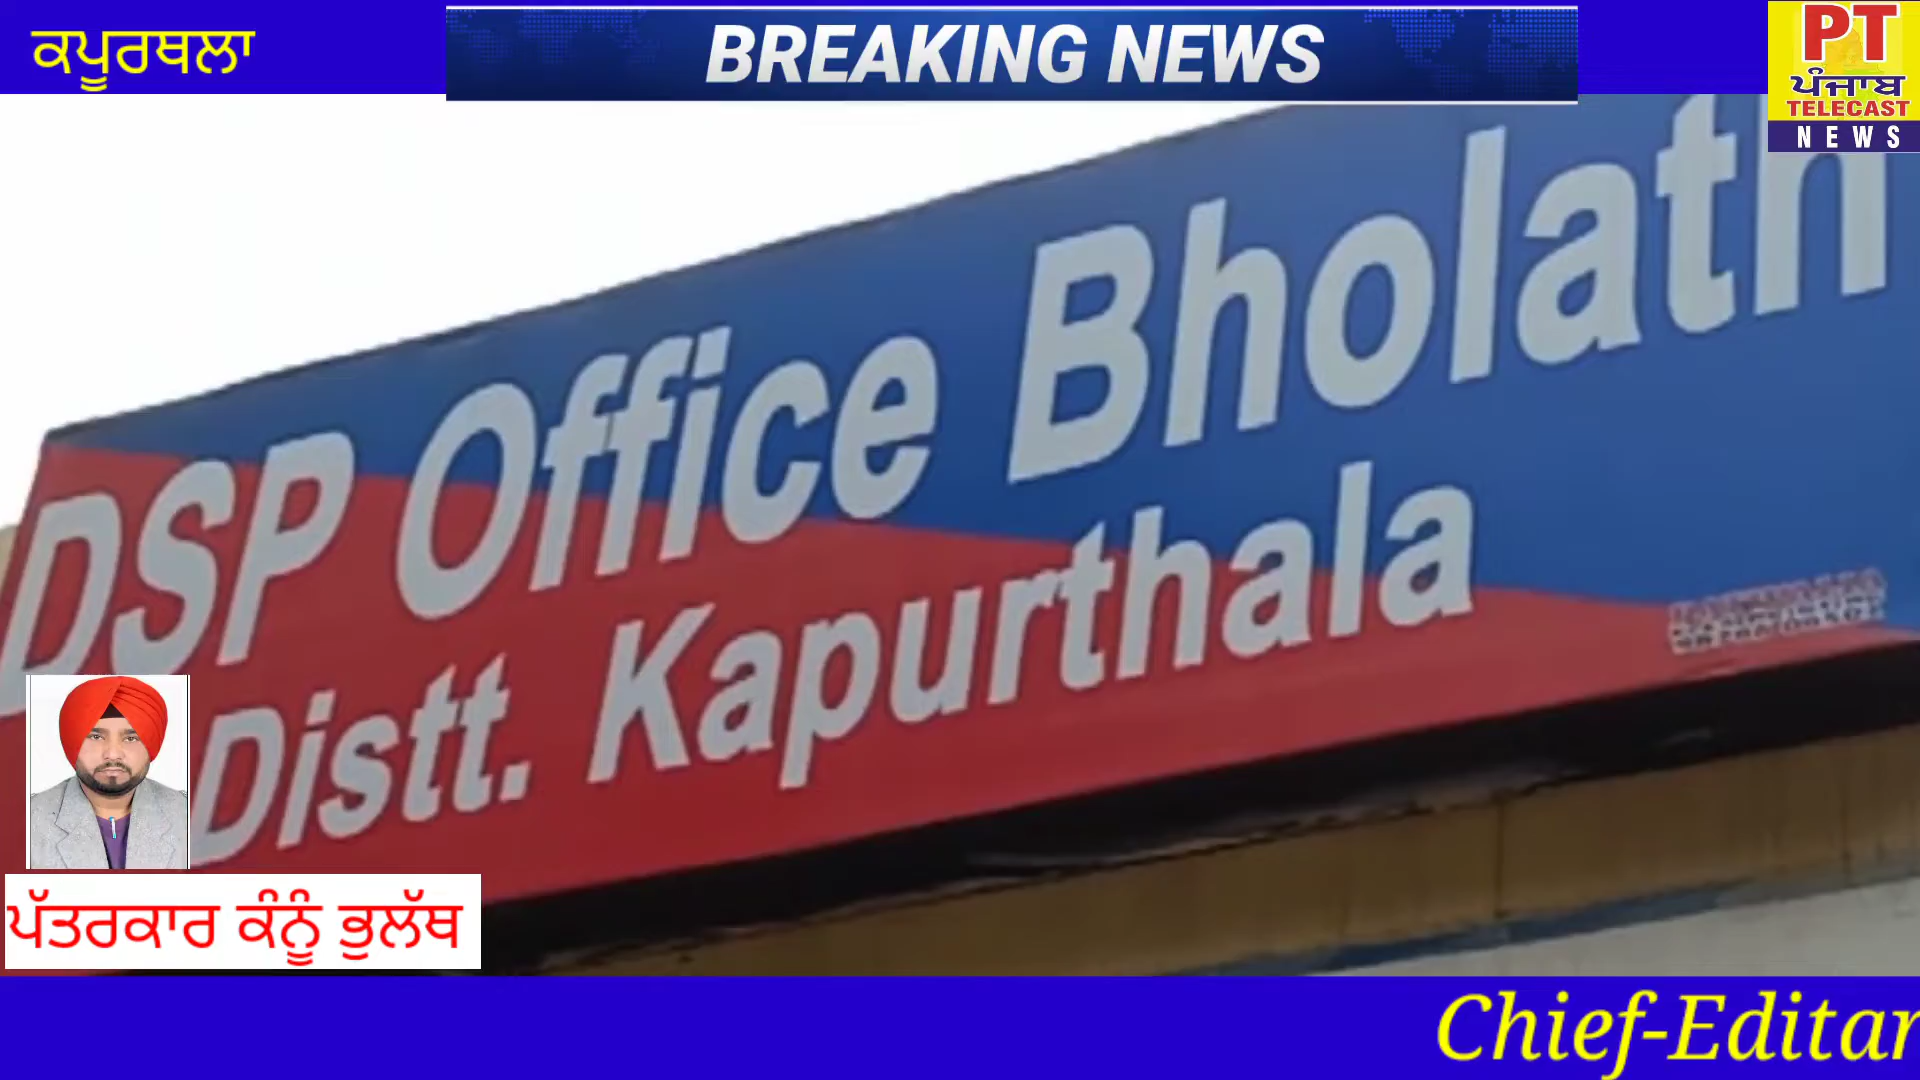 ਕਪੂਰਥਲਾ
BREAKING NEWS
PT
ਪੰਜਾਬ
TELECAST
NEWS
DSP Office Bholath
Distt. Kapurthala
ਪੱਤਰਕਾਰ ਕੰਨੂੰ ਭੁਲੱਥ
Chief-Editar